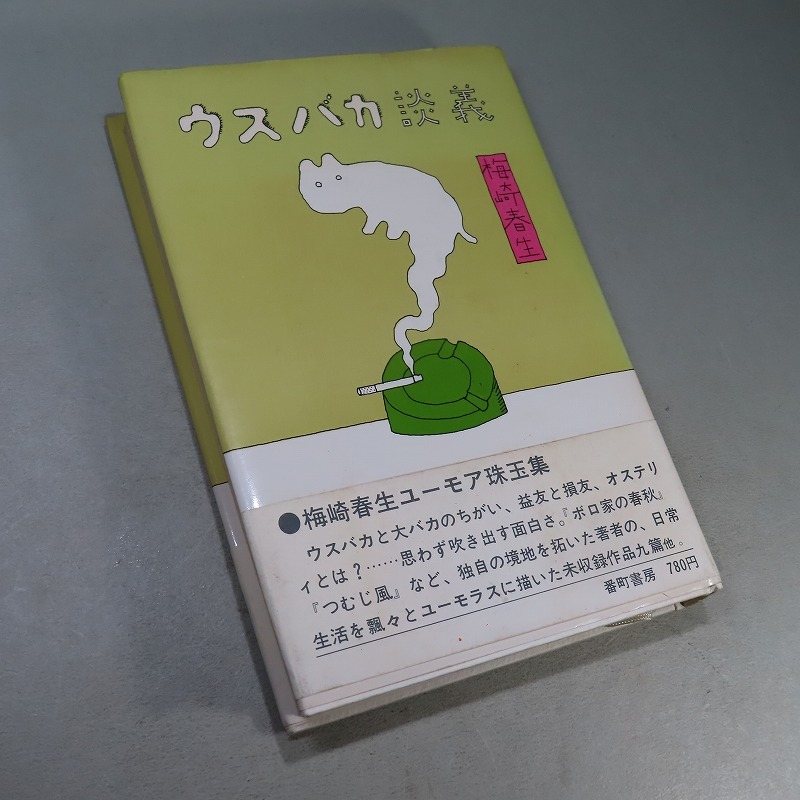 ウスバカ談義
梅崎春生
●梅崎春生ユーモア珠玉集
ウスバカと大バカのちがい、益友と損友、オステリ
ィとは？……思わず吹き出す面白さ。『ボロ家の春秋』
『つむじ風』など、独自の境地を拓いた著者の、日常
生活を飄々とユーモラスに描いた未収録作品九篇他。
番町書房 780円